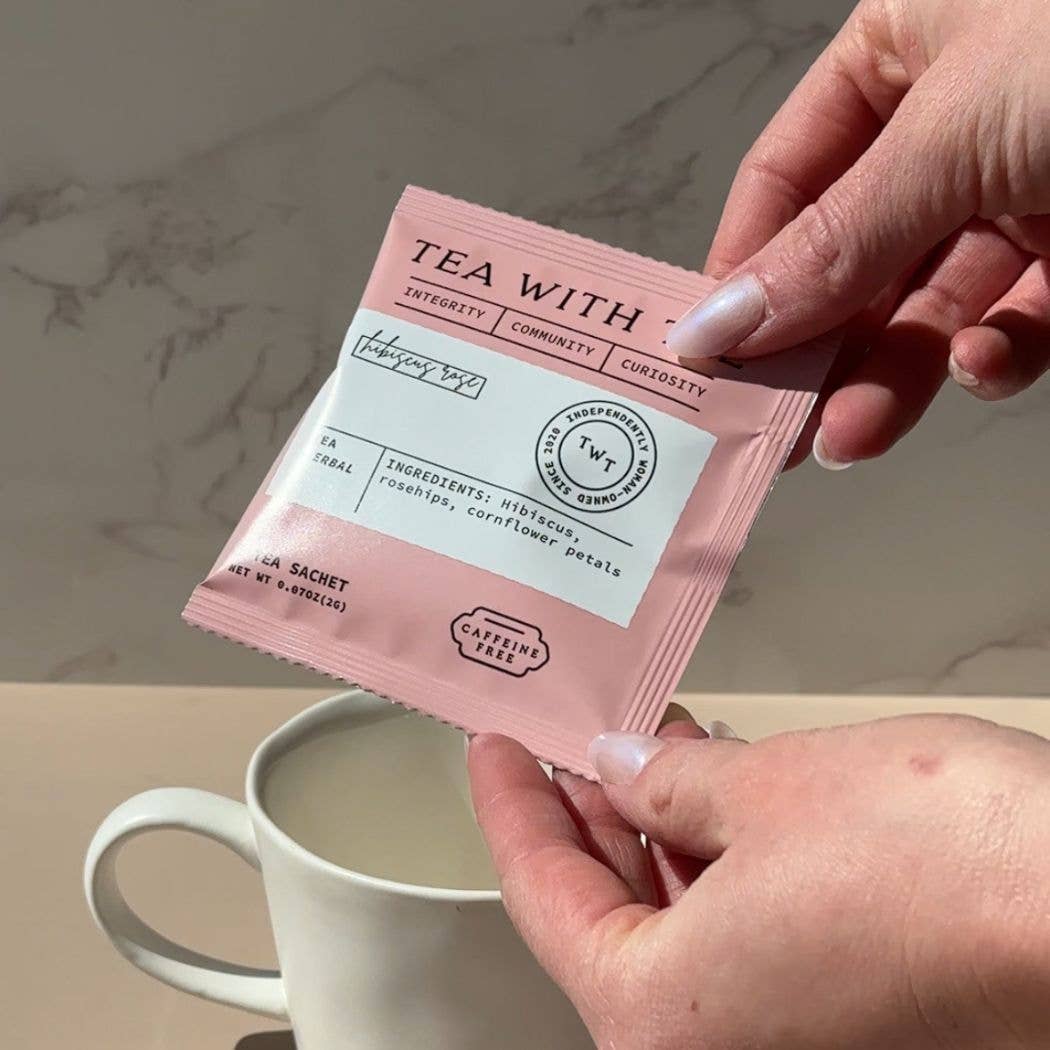 TEA WITH
INTEGRITY COMMUNITY CURIOSITY
hibiscus rose
INDEPENDENTLY WOMAN-OWNED SINCE 2020
TWT
EA
ERBAL
INGREDIENTS: Hibiscus,
rosehips, cornflower petals
TEA SACHET
NET WT 0.07OZ(2G)
CAFFEINE
FREE